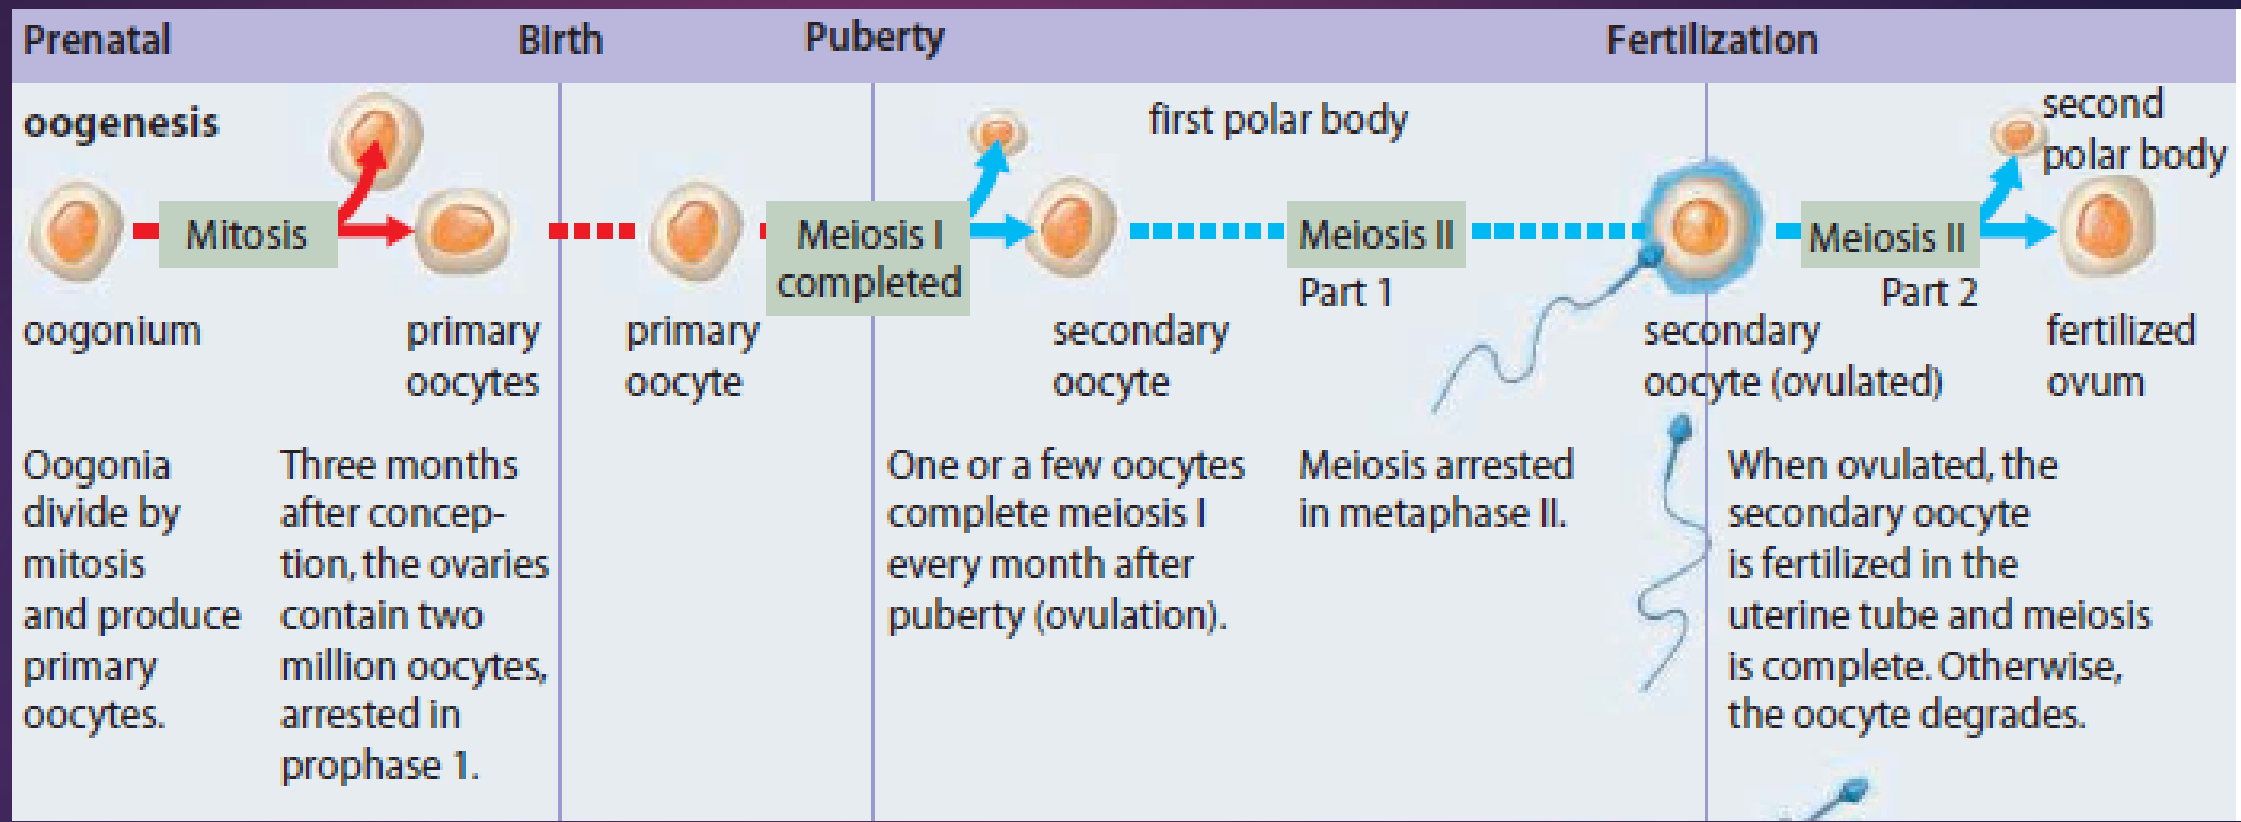 Prenatal
Birth
Puberty
Fertilization
oogenesis
first polar body
second
polar body
Mitosis
Meiosis I
completed
Meiosis II
Part 1
Meiosis II
Part 2
oogonium
primary
oocytes
primary
oocyte
secondary
oocyte
secondary
oocyte (ovulated)
fertilized
ovum
Oogonia
divide by
mitosis
and produce
primary
oocytes.
Three months
after concep-
tion, the ovaries
contain two
million oocytes,
arrested in
prophase 1.
One or a few oocytes
complete meiosis I
every month after
puberty (ovulation).
Meiosis arrested
in metaphase II.
When ovulated, the
secondary oocyte
is fertilized in the
uterine tube and meiosis
is complete. Otherwise,
the oocyte degrades.